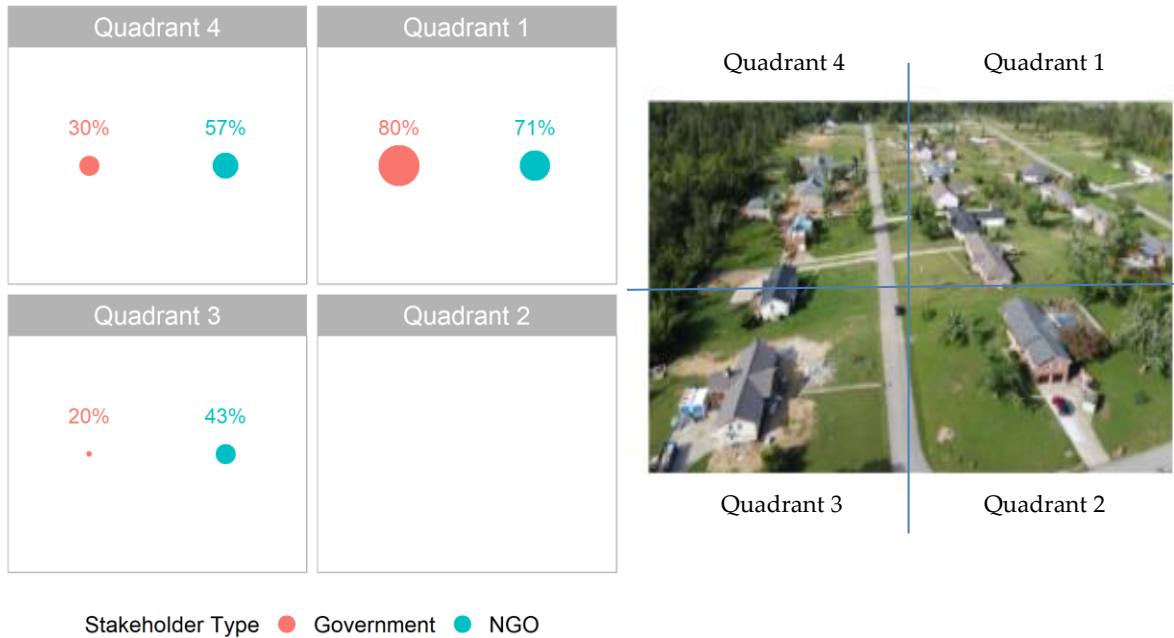 Quadrant 4 Quadrant 1
30% 57% 80% 71%
Quadrant 3 Quadrant 2
20% 43%
Stakeholder Type Government NGO
Quadrant 4 Quadrant 1
Quadrant 3 Quadrant 2